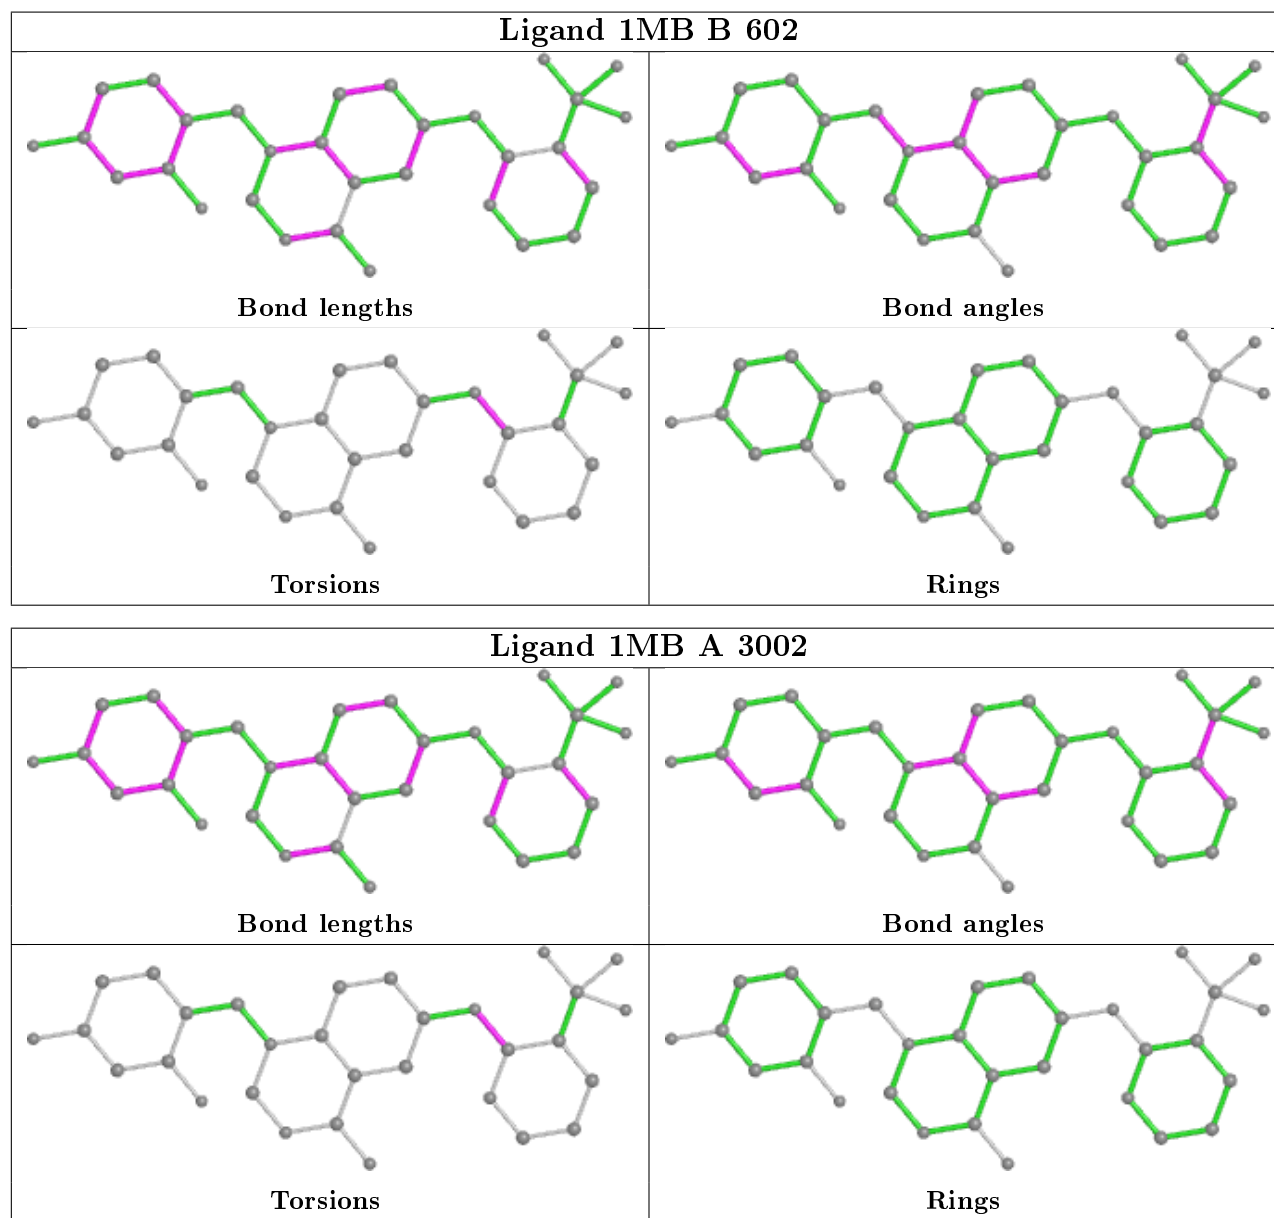 Ligand 1MB B 602
Bond lengths
Bond angles
Torsions
Rings
Ligand 1MB A 3002
Bond lengths
Bond angles
Torsions
Rings